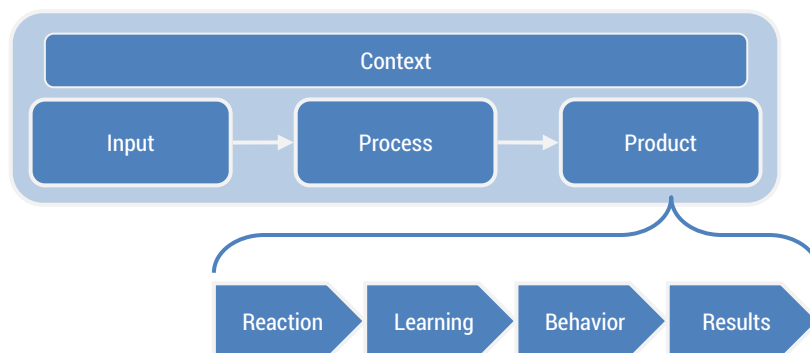 Context
Input
Process
Product
Reaction
Learning
Behavior
Results